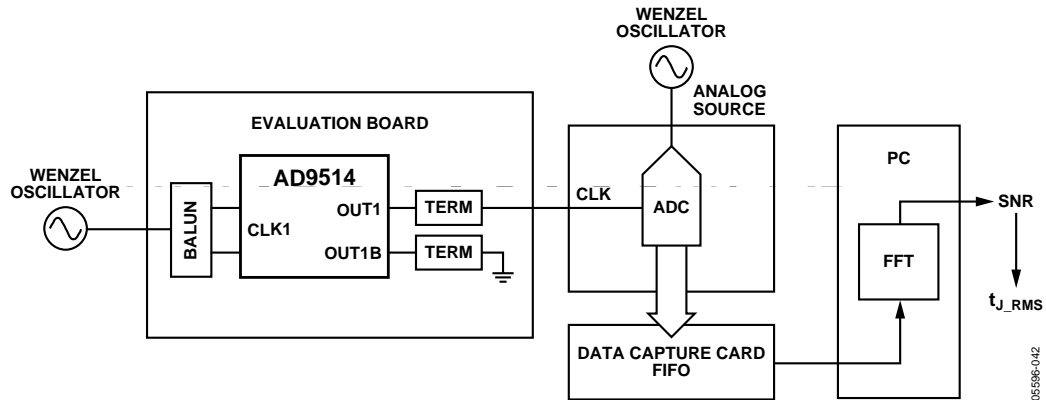 WENZEL
OSCILLATOR
ANALOG
SOURCE
EVALUATION BOARD
PC
WENZEL
OSCILLATOR
BALUN
AD9514
CLK1
OUT1
OUT1B
TERM
TERM
CLK
ADC
FFT
SNR
tJ_RMS
DATA CAPTURE CARD
FIFO
05596-042